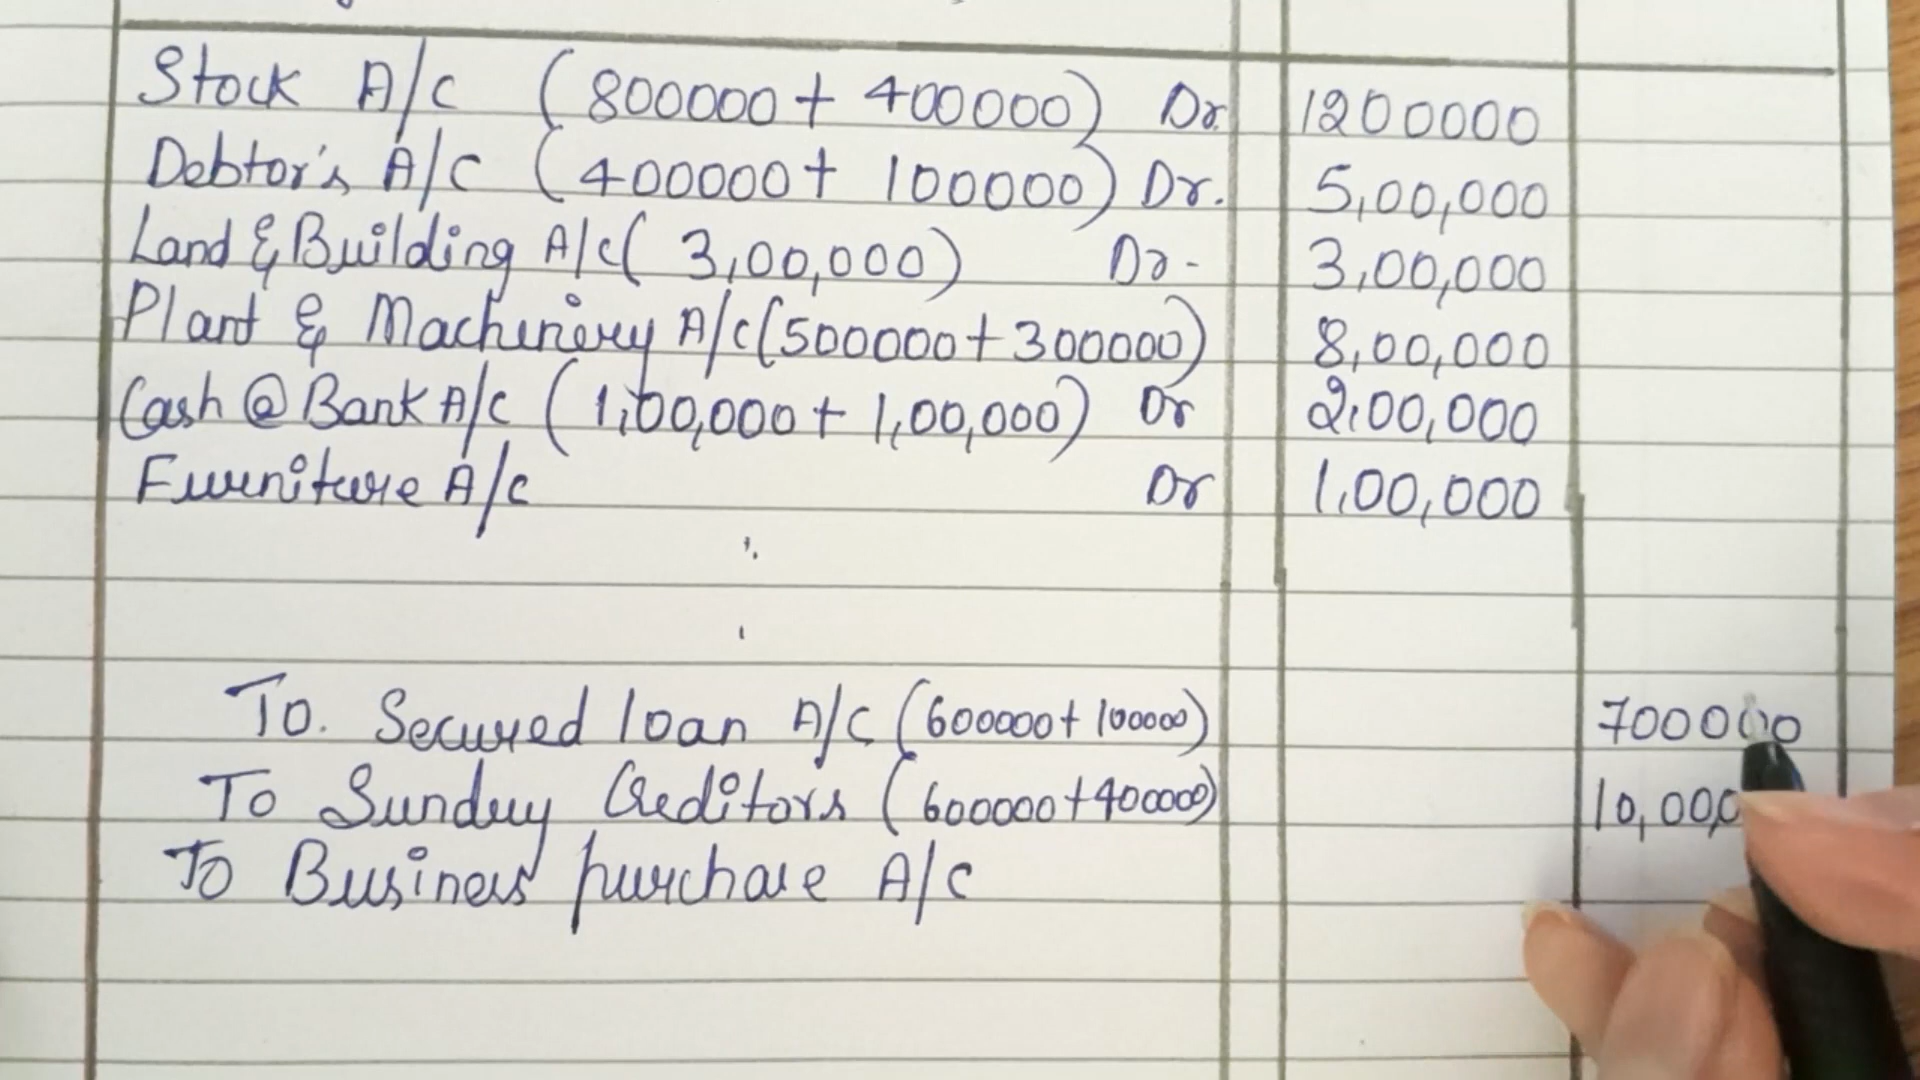 Stock A/C (800000 + 400000) Dr. 1200000
Debtor's A/C (400000 + 100000) Dr. 5,00,000
Land & Building A/C ( 3,00,000) Dr - 3,00,000
Plant & Machinery A/C (500000 + 300000) 8,00,000
Cash @ Bank A/C (1,00,000 + 1,00,000) Dr 2,00,000
Furniture A/C Dr 1,00,000
To. Secured loan A/C (600000 + 100000) 700000
To Sundry Creditors (600000 + 400000) 10,00,0
To Business purchase A/C